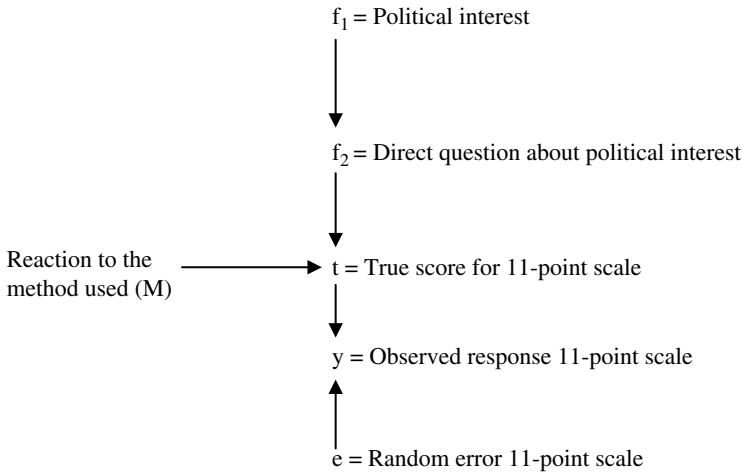 f₁ = Political interest
f₂ = Direct question about political interest
Reaction to the
method used (M)
t = True score for 11-point scale
y = Observed response 11-point scale
e = Random error 11-point scale